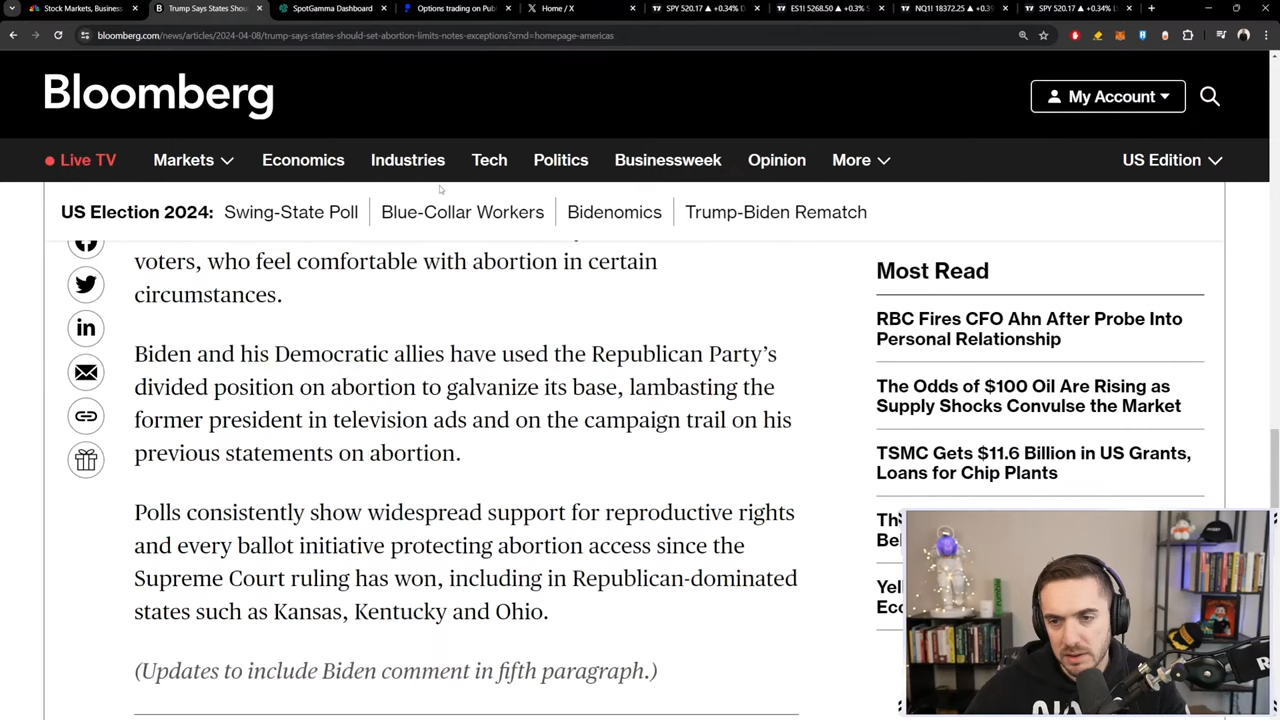 Stock Markets, Business
Trump Says States Shou
SpotGamma Dashboard
Options trading on Pub
Home / X
SPY 520.17 ▲ +0.34%
ES1! 5268.50 ▲ +0.3%
NQ1! 18372.25 ▲ +0.3
SPY 520.17 ▲ +0.34%
bloomberg.com/news/articles/2024-04-08/trump-says-states-should-set-abortion-limits-notes-exceptions?srnd=homepage-americas
Bloomberg
My Account
Live TV
Markets
Economics
Industries
Tech
Politics
Businessweek
Opinion
More
US Edition
US Election 2024:
Swing-State Poll
Blue-Collar Workers
Bidenomics
Trump-Biden Rematch
voters, who feel comfortable with abortion in certain
circumstances.
Biden and his Democratic allies have used the Republican Party’s
divided position on abortion to galvanize its base, lambasting the
former president in television ads and on the campaign trail on his
previous statements on abortion.
Polls consistently show widespread support for reproductive rights
and every ballot initiative protecting abortion access since the
Supreme Court ruling has won, including in Republican-dominated
states such as Kansas, Kentucky and Ohio.
(Updates to include Biden comment in fifth paragraph.)
Most Read
RBC Fires CFO Ahn After Probe Into
Personal Relationship
The Odds of $100 Oil Are Rising as
Supply Shocks Convulse the Market
TSMC Gets $11.6 Billion in US Grants,
Loans for Chip Plants
rumble